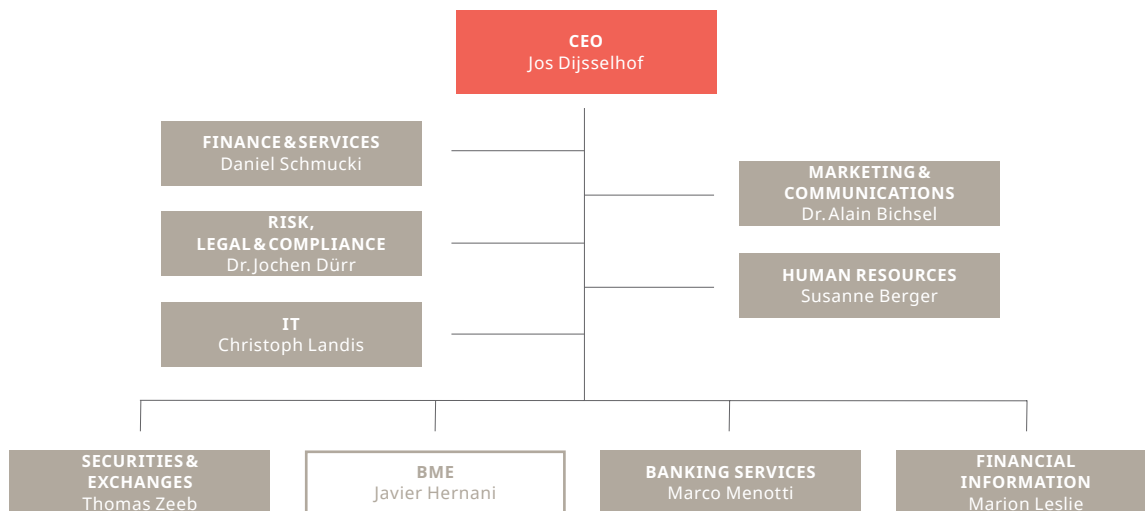 CEO
Jos Dijsselhof
FINANCE & SERVICES
Daniel Schmucki
MARKETING &
COMMUNICATIONS
Dr. Alain Bichsel
RISK,
LEGAL & COMPLIANCE
Dr. Jochen Dürr
HUMAN RESOURCES
Susanne Berger
IT
Christoph Landis
SECURITIES &
EXCHANGES
Thomas Zeeb
BME
Javier Hernani
BANKING SERVICES
Marco Menotti
FINANCIAL
INFORMATION
Marion Leslie